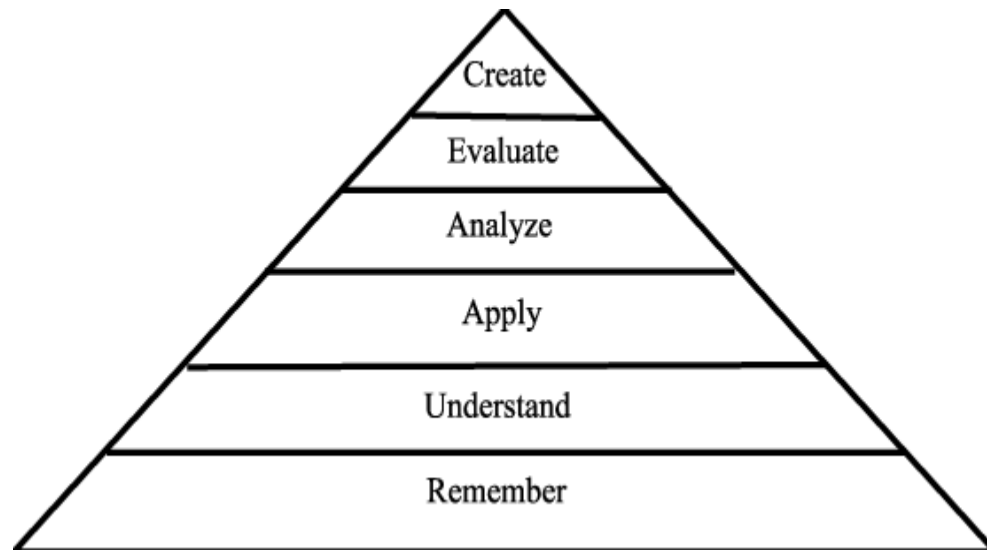 Create
Evaluate
Analyze
Apply
Understand
Remember